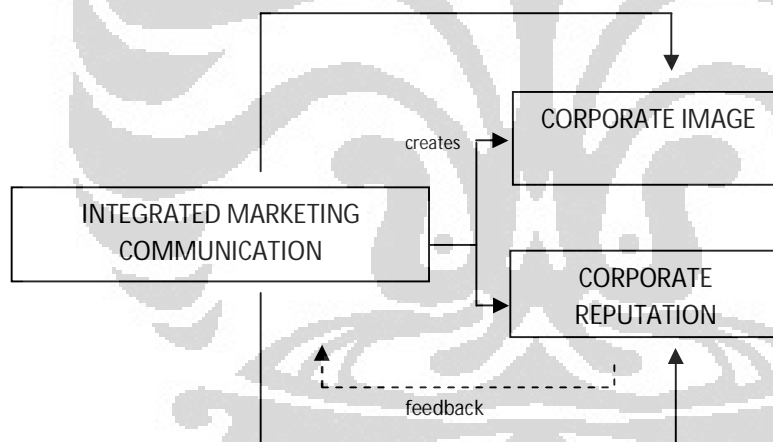 CORPORATE IMAGE
creates
INTEGRATED MARKETING
COMMUNICATION
CORPORATE
REPUTATION
feedback